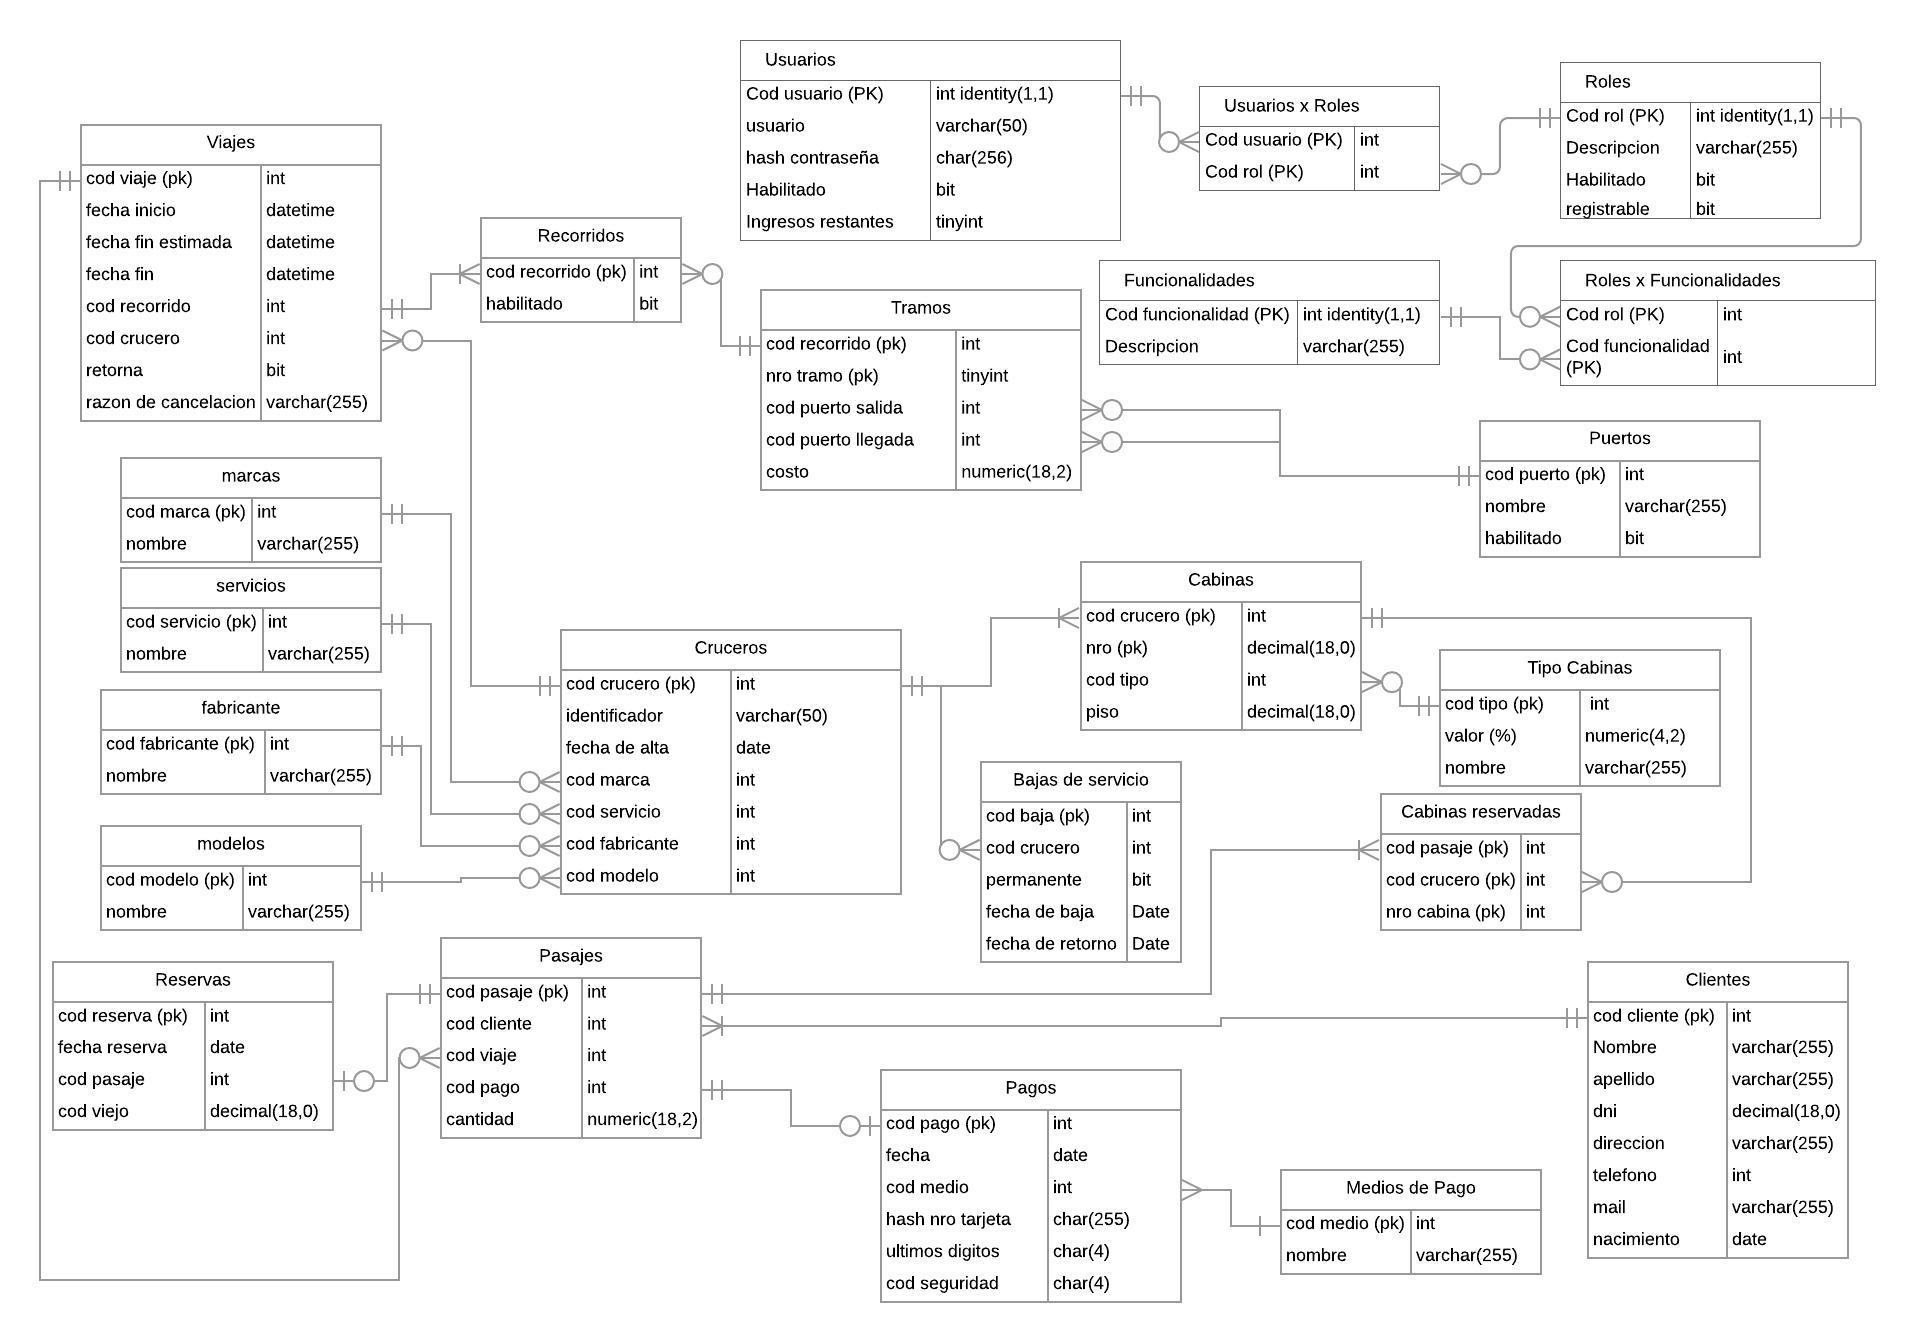 Usuarios
Cod usuario (PK) int identity(1,1)
usuario varchar(50)
hash contraseña char(256)
Habilitado bit
Ingresos restantes tinyint
Usuarios x Roles
Cod usuario (PK) int
Cod rol (PK) int
Roles
Cod rol (PK) int identity(1,1)
Descripcion varchar(255)
Habilitado bit
registrable bit
Viajes
cod viaje (pk) int
fecha inicio datetime
fecha fin estimada datetime
fecha fin datetime
cod recorrido int
cod crucero int
retorna bit
razon de cancelacion varchar(255)
Recorridos
cod recorrido (pk) int
habilitado bit
Tramos
cod recorrido (pk) int
nro tramo (pk) tinyint
cod puerto salida int
cod puerto llegada int
costo numeric(18,2)
Funcionalidades
Cod funcionalidad (PK) int identity(1,1)
Descripcion varchar(255)
Roles x Funcionalidades
Cod rol (PK) int
Cod funcionalidad
(PK) int
Puertos
cod puerto (pk) int
nombre varchar(255)
habilitado bit
marcas
cod marca (pk) int
nombre varchar(255)
servicios
cod servicio (pk) int
nombre varchar(255)
fabricante
cod fabricante (pk) int
nombre varchar(255)
modelos
cod modelo (pk) int
nombre varchar(255)
Cruceros
cod crucero (pk) int
identificador varchar(50)
fecha de alta date
cod marca int
cod servicio int
cod fabricante int
cod modelo int
Cabinas
cod crucero (pk) int
nro (pk) decimal(18,0)
cod tipo int
piso decimal(18,0)
Tipo Cabinas
cod tipo (pk) int
valor (%) numeric(4,2)
nombre varchar(255)
Bajas de servicio
cod baja (pk) int
cod crucero int
permanente bit
fecha de baja Date
fecha de retorno Date
Cabinas reservadas
cod pasaje (pk) int
cod crucero (pk) int
nro cabina (pk) int
Reservas
cod reserva (pk) int
fecha reserva date
cod pasaje int
cod viejo decimal(18,0)
Pasajes
cod pasaje (pk) int
cod cliente int
cod viaje int
cod pago int
cantidad numeric(18,2)
Pagos
cod pago (pk) int
fecha date
cod medio int
hash nro tarjeta char(255)
ultimos digitos char(4)
cod seguridad char(4)
Medios de Pago
cod medio (pk) int
nombre varchar(255)
Clientes
cod cliente (pk) int
Nombre varchar(255)
apellido varchar(255)
dni decimal(18,0)
direccion varchar(255)
telefono int
mail varchar(255)
nacimiento date